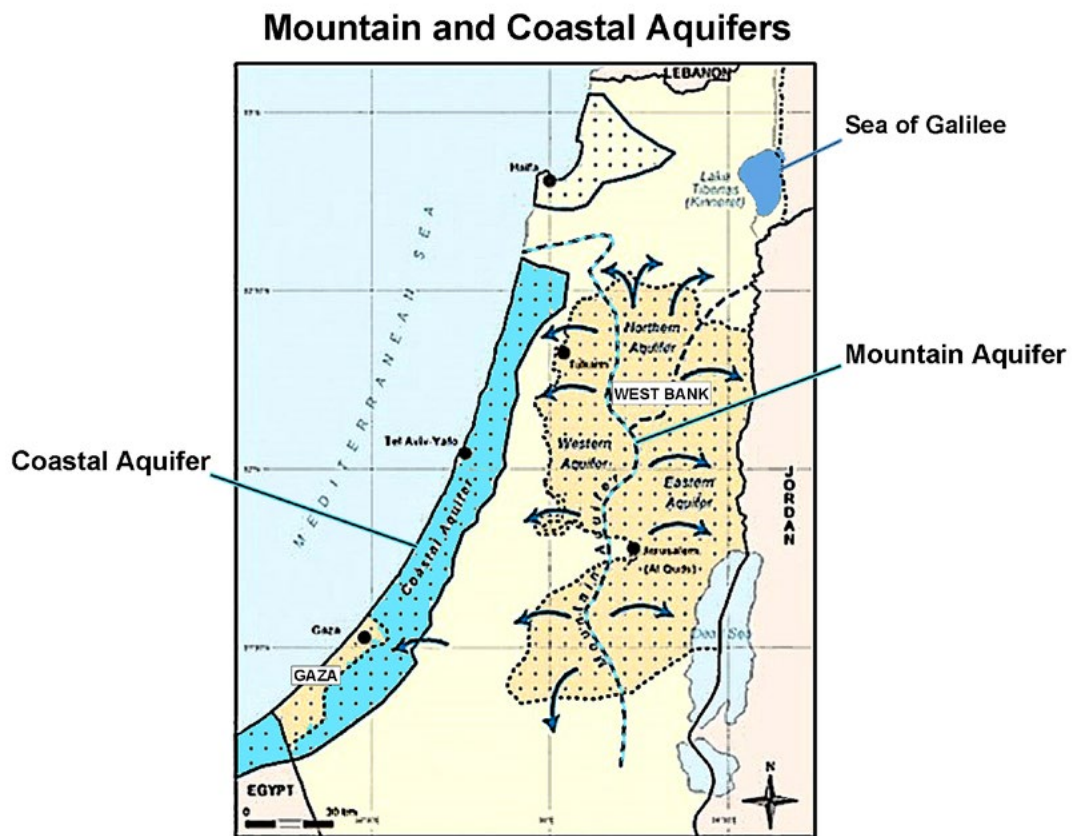 Mountain and Coastal Aquifers
LEBANON
Sea of Galilee
Haifa
Lake
Tiberias
(Kinneret)
MEDITERRANEAN SEA
Northern
Aquifer
Mountain Aquifer
Tulkarm
WEST BANK
Coastal Aquifer
Tel Aviv-Yafo
Western
Aquifer
Eastern
Aquifer
JORDAN
Coastal Aquifer
Mountain Aquifer
Jerusalem
(Al Quds)
Gaza
Dead Sea
GAZA
EGYPT
N
0 30 km